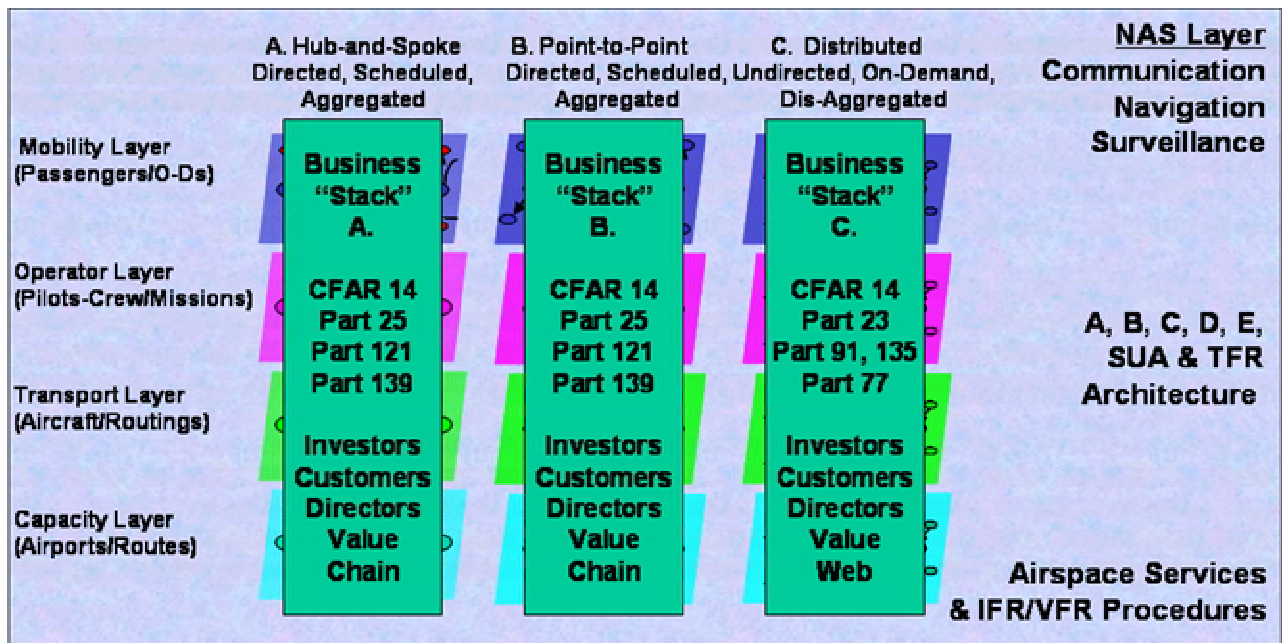 A. Hub-and-Spoke
Directed, Scheduled,
Aggregated
B. Point-to-Point
Directed, Scheduled,
Aggregated
C. Distributed
Undirected, On-Demand,
Dis-Aggregated
NAS Layer
Communication
Navigation
Surveillance
Mobility Layer
(Passengers/O-Ds)
Operator Layer
(Pilots-Crew/Missions)
Transport Layer
(Aircraft/Routings)
Capacity Layer
(Airports/Routes)
Business
“Stack”
A.
CFAR 14
Part 25
Part 121
Part 139
Investors
Customers
Directors
Value
Chain
Business
“Stack”
B.
CFAR 14
Part 25
Part 121
Part 139
Investors
Customers
Directors
Value
Chain
Business
“Stack”
C.
CFAR 14
Part 23
Part 91, 135
Part 77
Investors
Customers
Directors
Value
Web
A, B, C, D, E,
SUA & TFR
Architecture
Airspace Services
& IFR/VFR Procedures